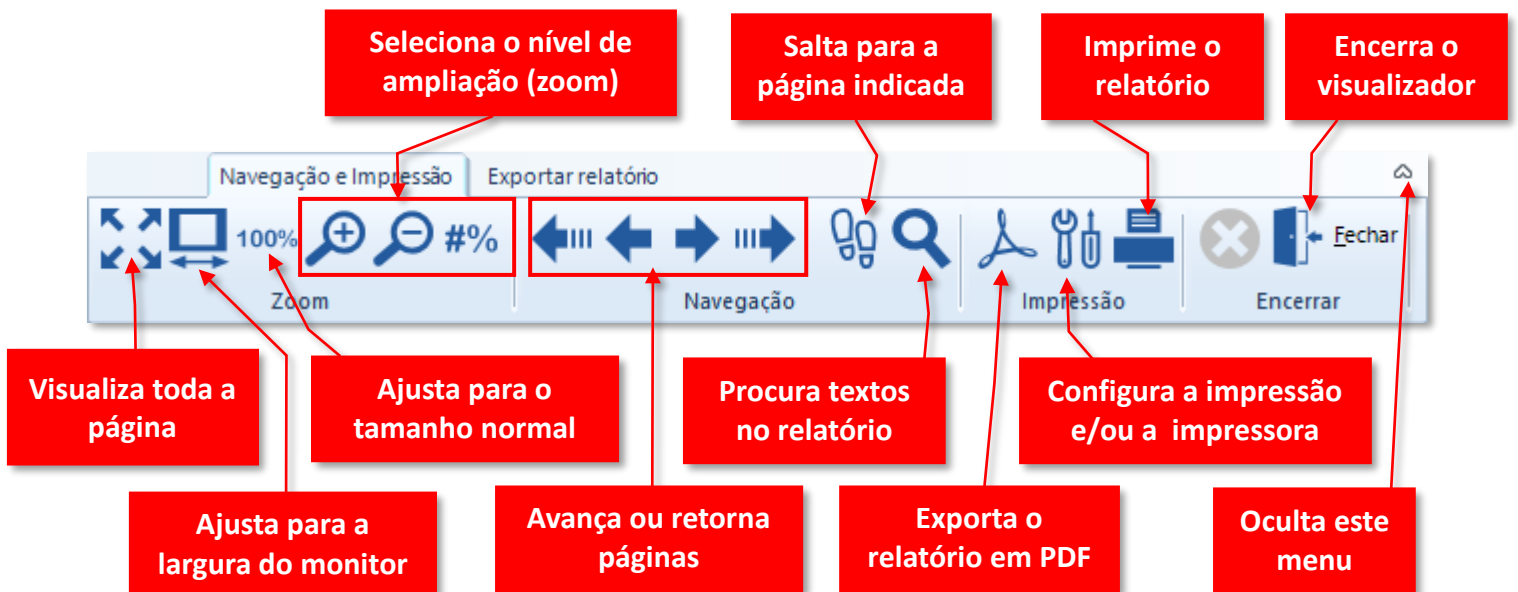 Seleciona o nível de
ampliação (zoom)
Salta para a
página indicada
Imprime o
relatório
Encerra o
visualizador
Navegação e Impressão
Exportar relatório
100%
#%
Fechar
Zoom
Navegação
Impressão
Encerrar
Visualiza toda a
página
Ajusta para o
tamanho normal
Procura textos
no relatório
Configura a impressão
e/ou a  impressora
Ajusta para a
largura do monitor
Avança ou retorna
páginas
Exporta o
relatório em PDF
Oculta este
menu